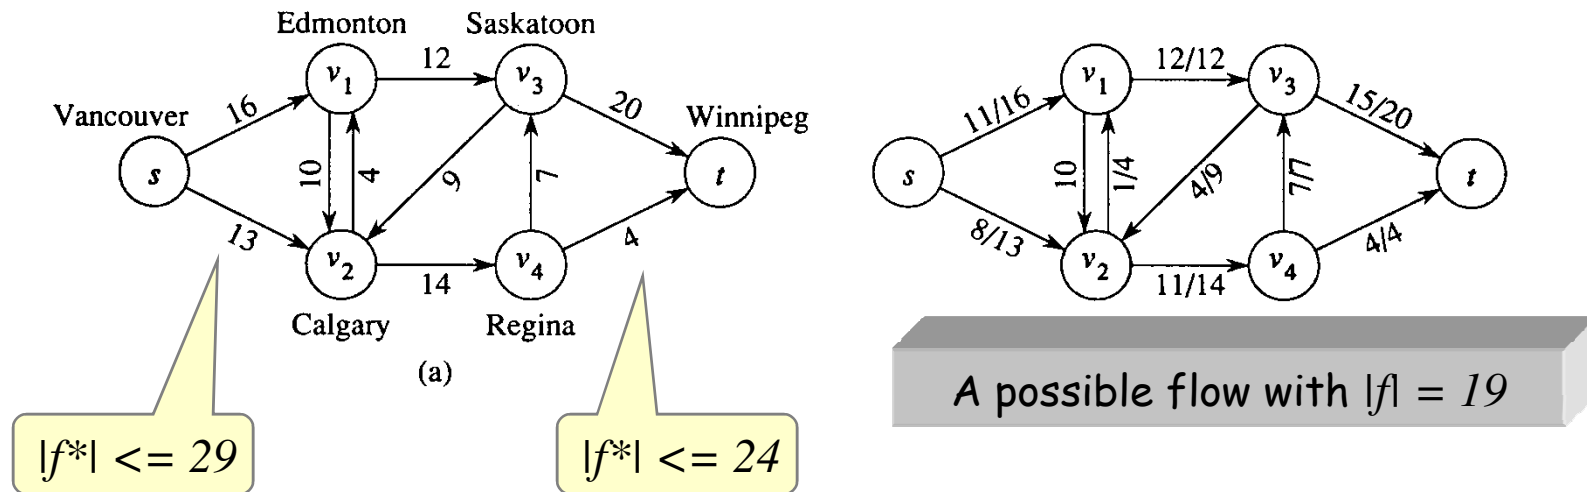 Edmonton
Saskatoon
Vancouver
Winnipeg
Calgary
Regina
s
v1
v2
v3
v4
t
16
13
12
10
4
9
7
14
20
4
(a)
|f*| <= 29
|f*| <= 24
s
v1
v2
v3
v4
t
11/16
8/13
12/12
10
1/4
4/9
7/7
11/14
15/20
4/4
A possible flow with |f| = 19